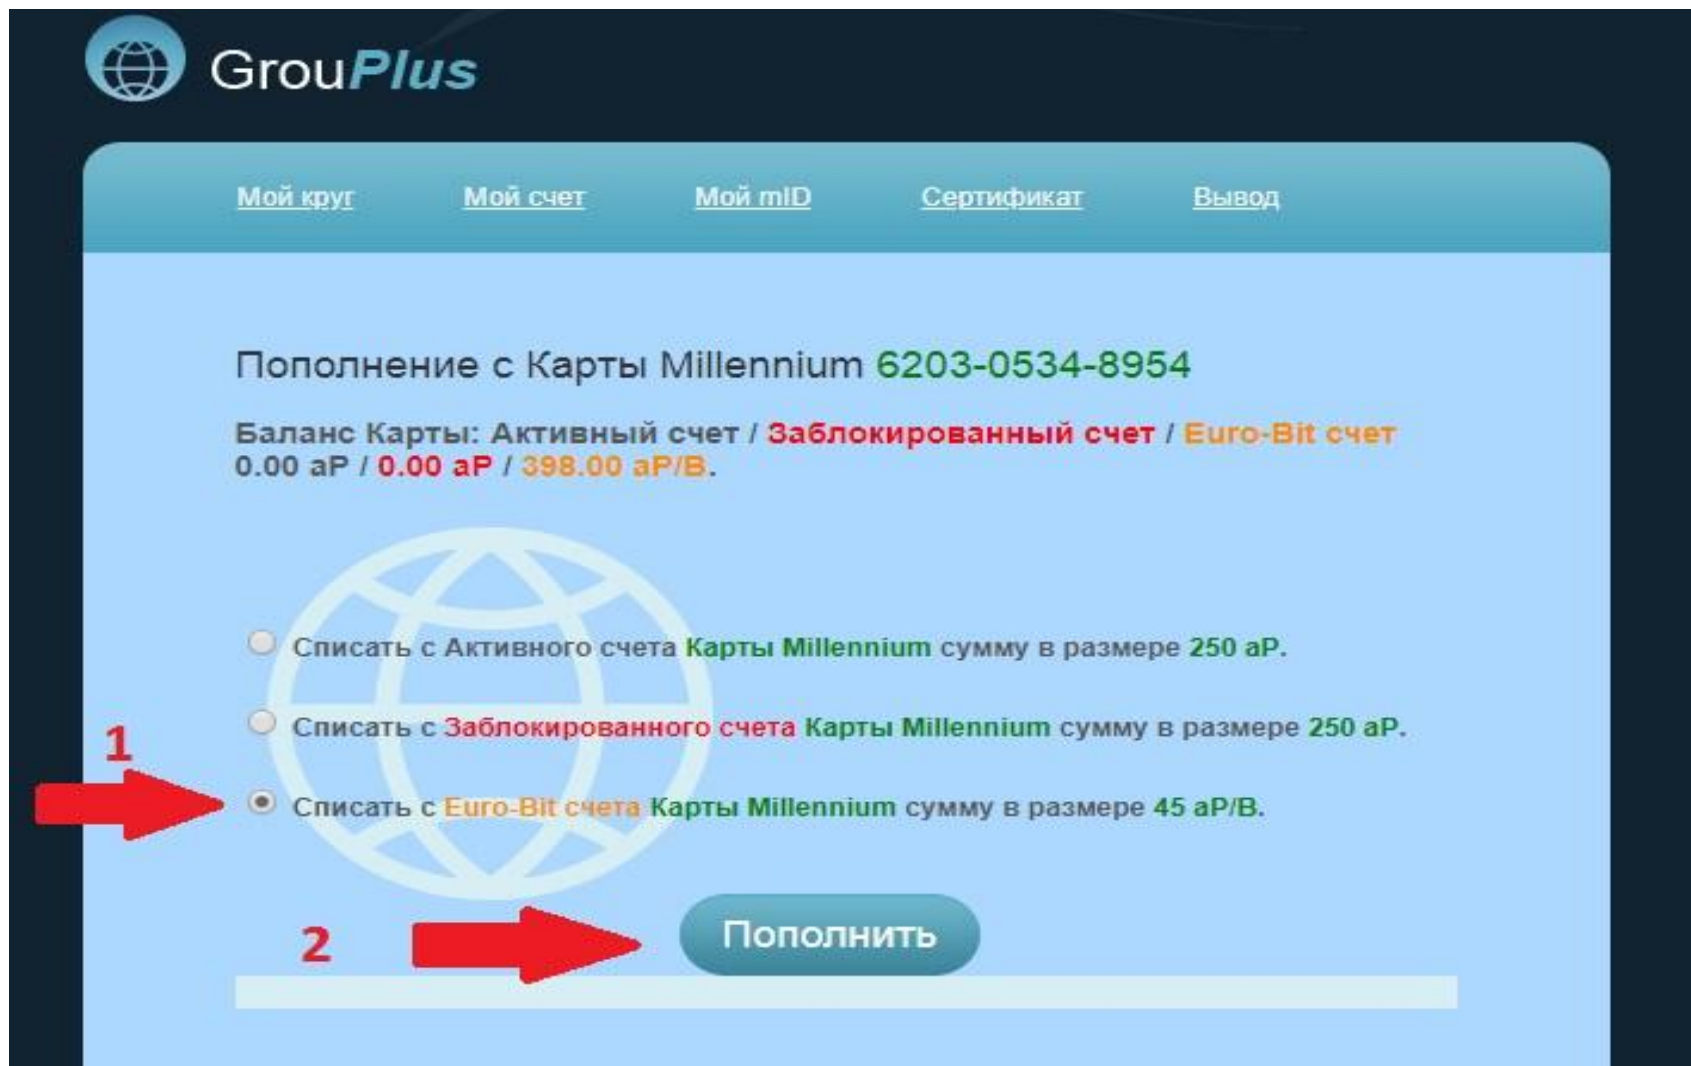 GrouPlus
Мой круг Мой счет Мой mID Сертификат Вывод
Пополнение с Карты Millennium 6203-0534-8954
Баланс Карты: Активный счет / Заблокированный счет / Euro-Bit счет
0.00 аР / 0.00 аР / 398.00 аР/В.
Списать с Активного счета Карты Millennium сумму в размере 250 аР.
1
Списать с Заблокированного счета Карты Millennium сумму в размере 250 аР.
Списать с Euro-Bit счета Карты Millennium сумму в размере 45 аР/В.
2 Пополнить